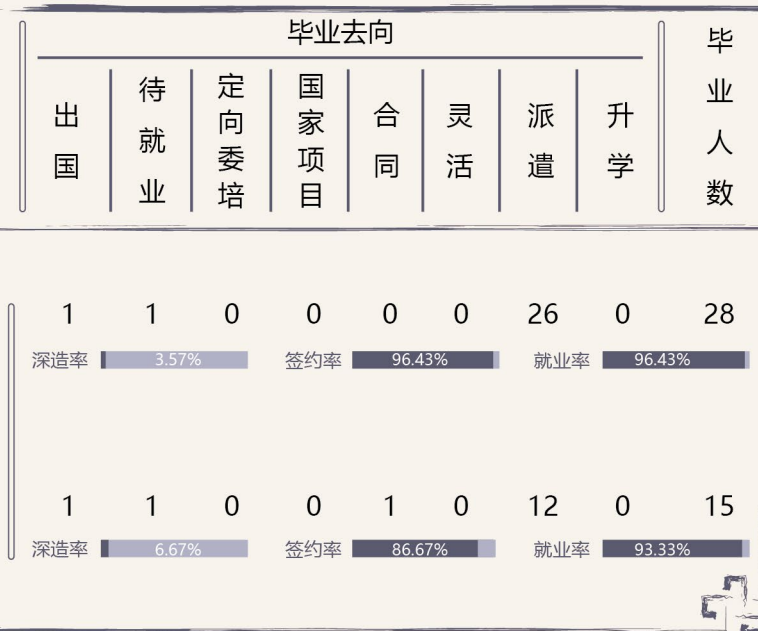 毕业去向
出国
待就业
定向委培
国家项目
合同
灵活
派遣
升学
毕业人数
1 1 0 0 0 0 26 0 28
深造率 3.57% 签约率 96.43% 就业率 96.43%
1 1 0 0 1 0 12 0 15
深造率 6.67% 签约率 86.67% 就业率 93.33%